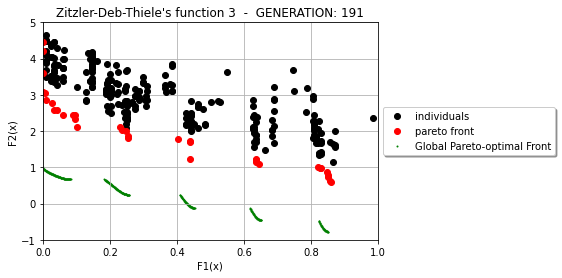 Zitzler-Deb-Thiele's function 3 - GENERATION: 191
5
4
3
2
1
0
−1
F2(x)
0.0 0.2 0.4 0.6 0.8 1.0
F1(x)
individuals
pareto front
Global Pareto-optimal Front